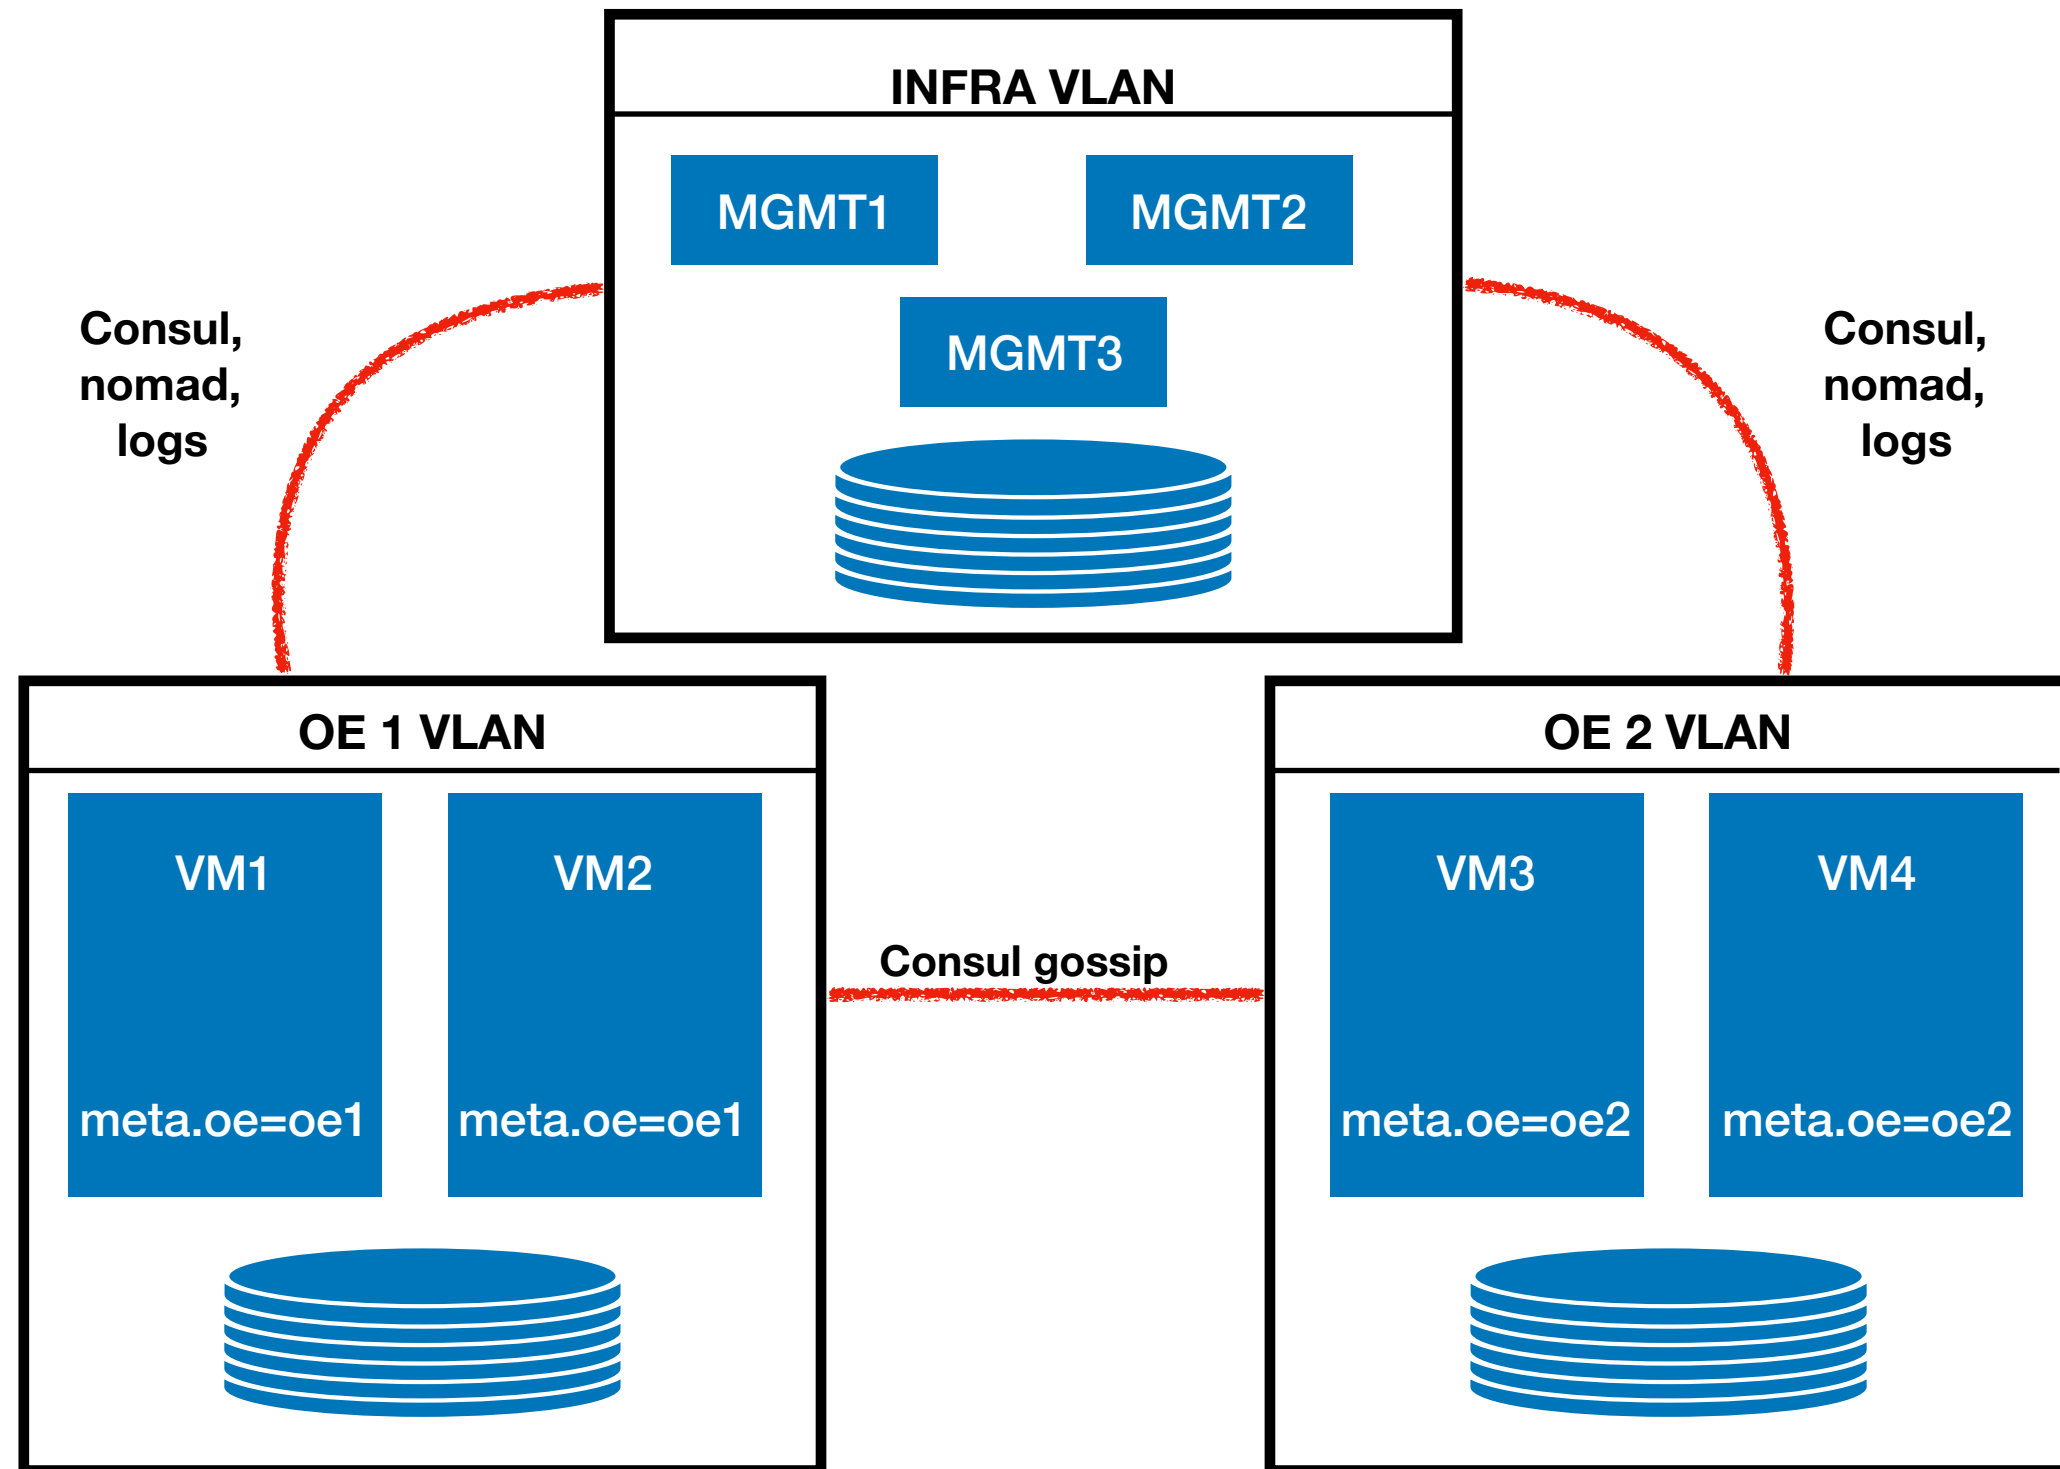 INFRA VLAN
MGMT1
MGMT2
MGMT3
Consul,
nomad,
logs
Consul,
nomad,
logs
OE 1 VLAN
VM1
VM2
meta.oe=oe1
meta.oe=oe1
Consul gossip
OE 2 VLAN
VM3
VM4
meta.oe=oe2
meta.oe=oe2